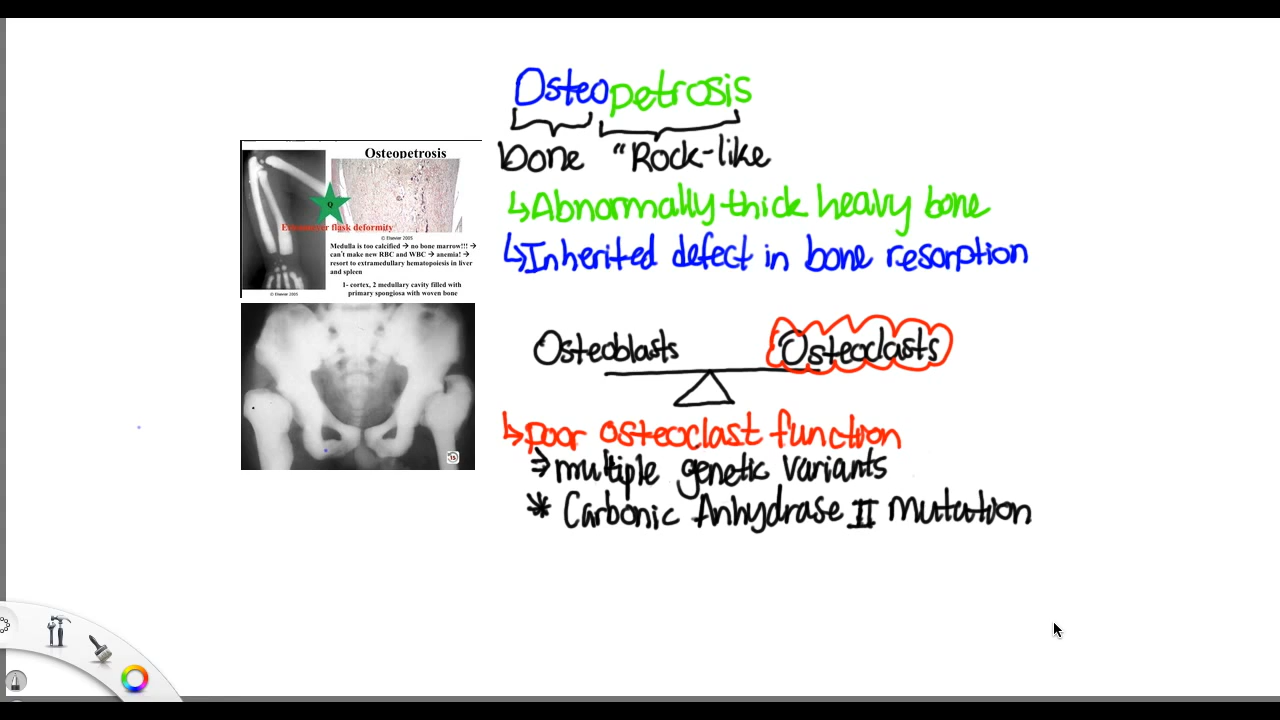 Osteopetrosis
bone "Rock-like
↳Abnormally thick heavy bone
↳Inherited defect in bone resorption
Osteoblasts Osteoclasts
↳poor osteoclast function
⇒multiple genetic variants
* Carbonic Anhydrase II mutation
Osteopetrosis
Q
flask deformity
© Elsevier 2005
Medulla is too calcified → no bone marrow!!! →
can't make new RBC and WBC → anemia! →
resort to extramedullary hematopoiesis in liver
and spleen
1- cortex, 2 medullary cavity filled with
primary spongiosa with woven bone
© Elsevier 2005
15